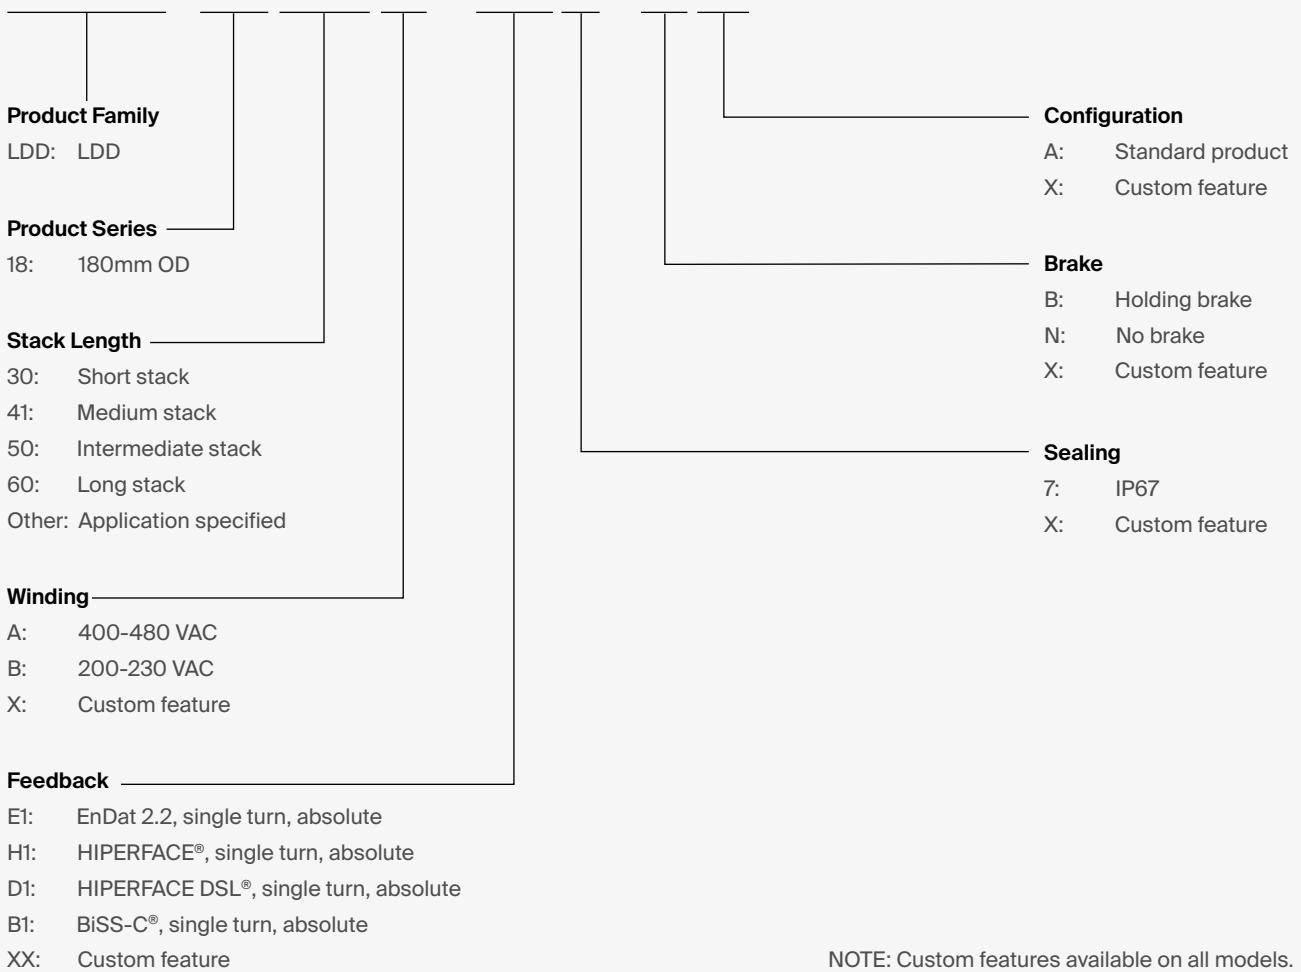 Product Family
LDD: LDD
Product Series
18: 180mm OD
Stack Length
30: Short stack
41: Medium stack
50: Intermediate stack
60: Long stack
Other: Application specified
Winding
A: 400-480 VAC
B: 200-230 VAC
X: Custom feature
Feedback
E1: EnDat 2.2, single turn, absolute
H1: HIPERFACE®, single turn, absolute
D1: HIPERFACE DSL®, single turn, absolute
B1: BiSS-C®, single turn, absolute
XX: Custom feature
Configuration
A: Standard product
X: Custom feature
Brake
B: Holding brake
N: No brake
X: Custom feature
Sealing
7: IP67
X: Custom feature
NOTE: Custom features available on all models.